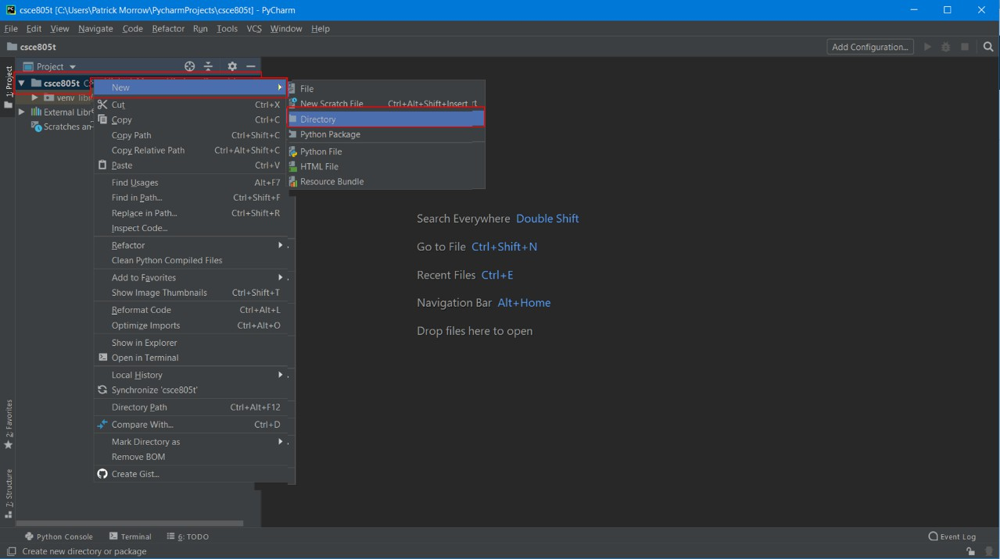 csce805t [C:\Users\Patrick Morrow\PycharmProjects\csce805t] - PyCharm
File Edit View Navigate Code Refactor Run Tools VCS Window Help
csce805t
Add Configuration...
1: Project
Project
csce805t
venv
External Libr
Scratches an
New
Cut Ctrl+X
Copy Ctrl+C
Copy Path Ctrl+Shift+C
Copy Relative Path Ctrl+Alt+Shift+C
Paste Ctrl+V
Find Usages Alt+F7
Find in Path... Ctrl+Shift+F
Replace in Path... Ctrl+Shift+R
Inspect Code...
Refactor
Clean Python Compiled Files
Add to Favorites
Show Image Thumbnails Ctrl+Shift+T
Reformat Code Ctrl+Alt+L
Optimize Imports Ctrl+Alt+O
Show in Explorer
Open in Terminal
Local History
Synchronize 'csce805t'
Directory Path Ctrl+Alt+F12
Compare With... Ctrl+D
Mark Directory as
Remove BOM
Create Gist...
File
New Scratch File Ctrl+Alt+Shift+Insert
Directory
Python Package
Python File
HTML File
Resource Bundle
Search Everywhere Double Shift
Go to File Ctrl+Shift+N
Recent Files Ctrl+E
Navigation Bar Alt+Home
Drop files here to open
2: Favorites
7: Structure
Python Console Terminal 6: TODO
Event Log
Create new directory or package